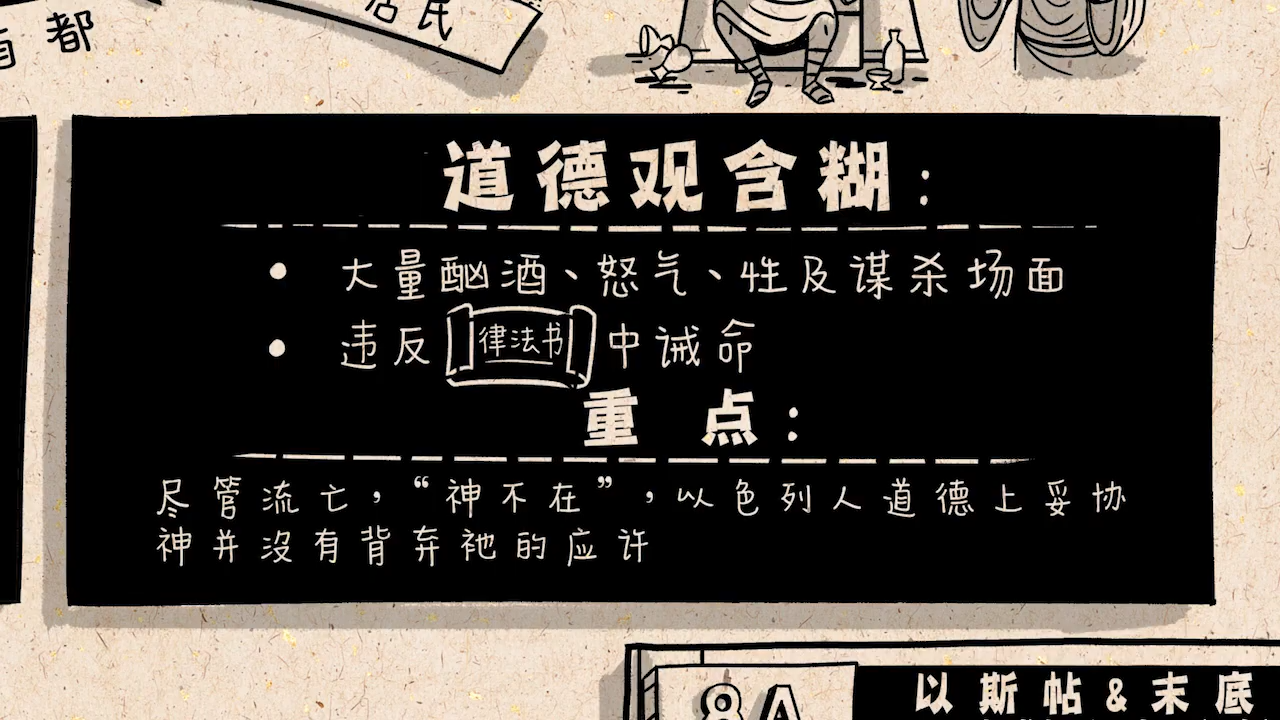 都
居民
道德观含糊：
• 大量酗酒、怒气、性及谋杀场面
• 违反律法书中诫命
重点：
尽管流亡，“神不在”，以色列人道德上妥协
神并没有背弃祂的应许
8A
以斯帖&末底